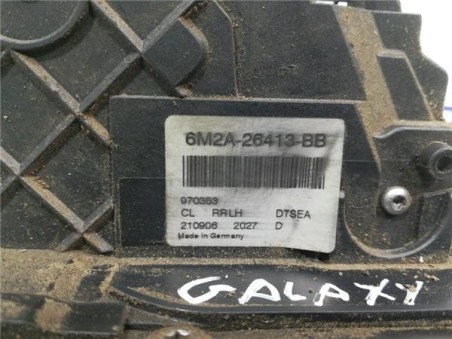 6M2A-26413-BB
970353
CL RRLH DTSEA
210906 2027 D
Made in Germany
GALAXY